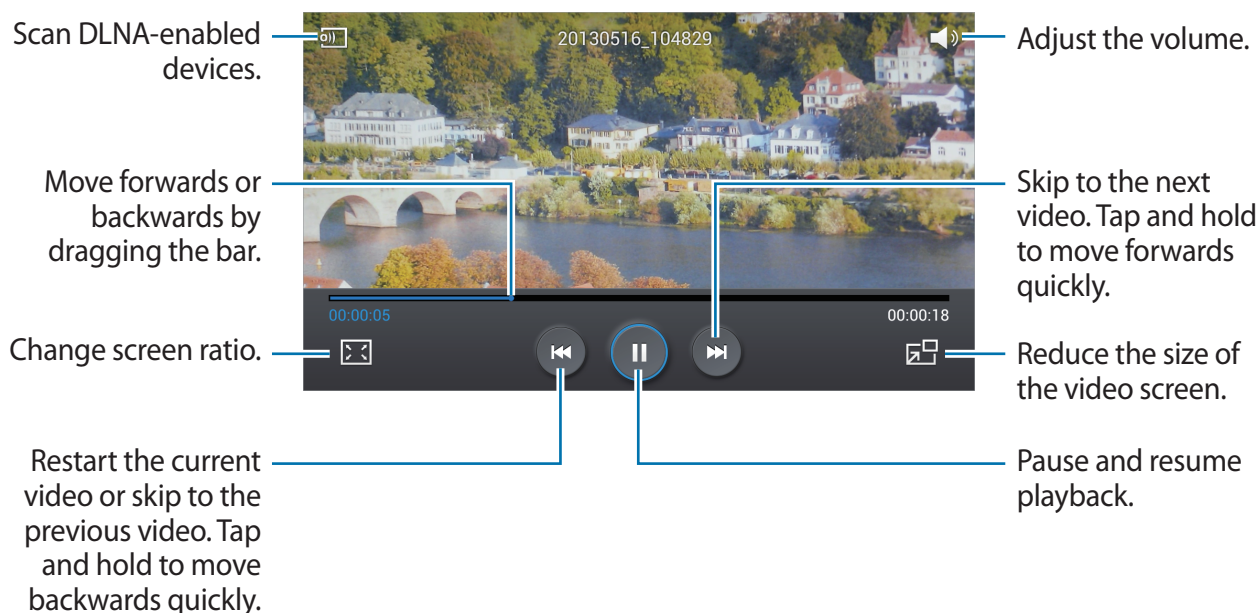 Scan DLNA-enabled
devices.
20130516_104829
Adjust the volume.
Move forwards or
backwards by
dragging the bar.
Skip to the next
video. Tap and hold
to move forwards
quickly.
00:00:05
00:00:18
Change screen ratio.
Reduce the size of
the video screen.
Restart the current
video or skip to the
previous video. Tap
and hold to move
backwards quickly.
Pause and resume
playback.